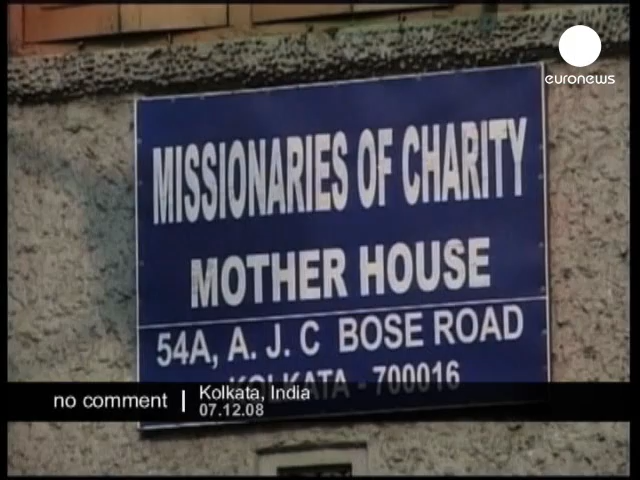 euronews
MISSIONARIES OF CHARITY
MOTHER HOUSE
54A, A. J. C BOSE ROAD
KOLKATA - 700016
no comment | Kolkata, India
07.12.08